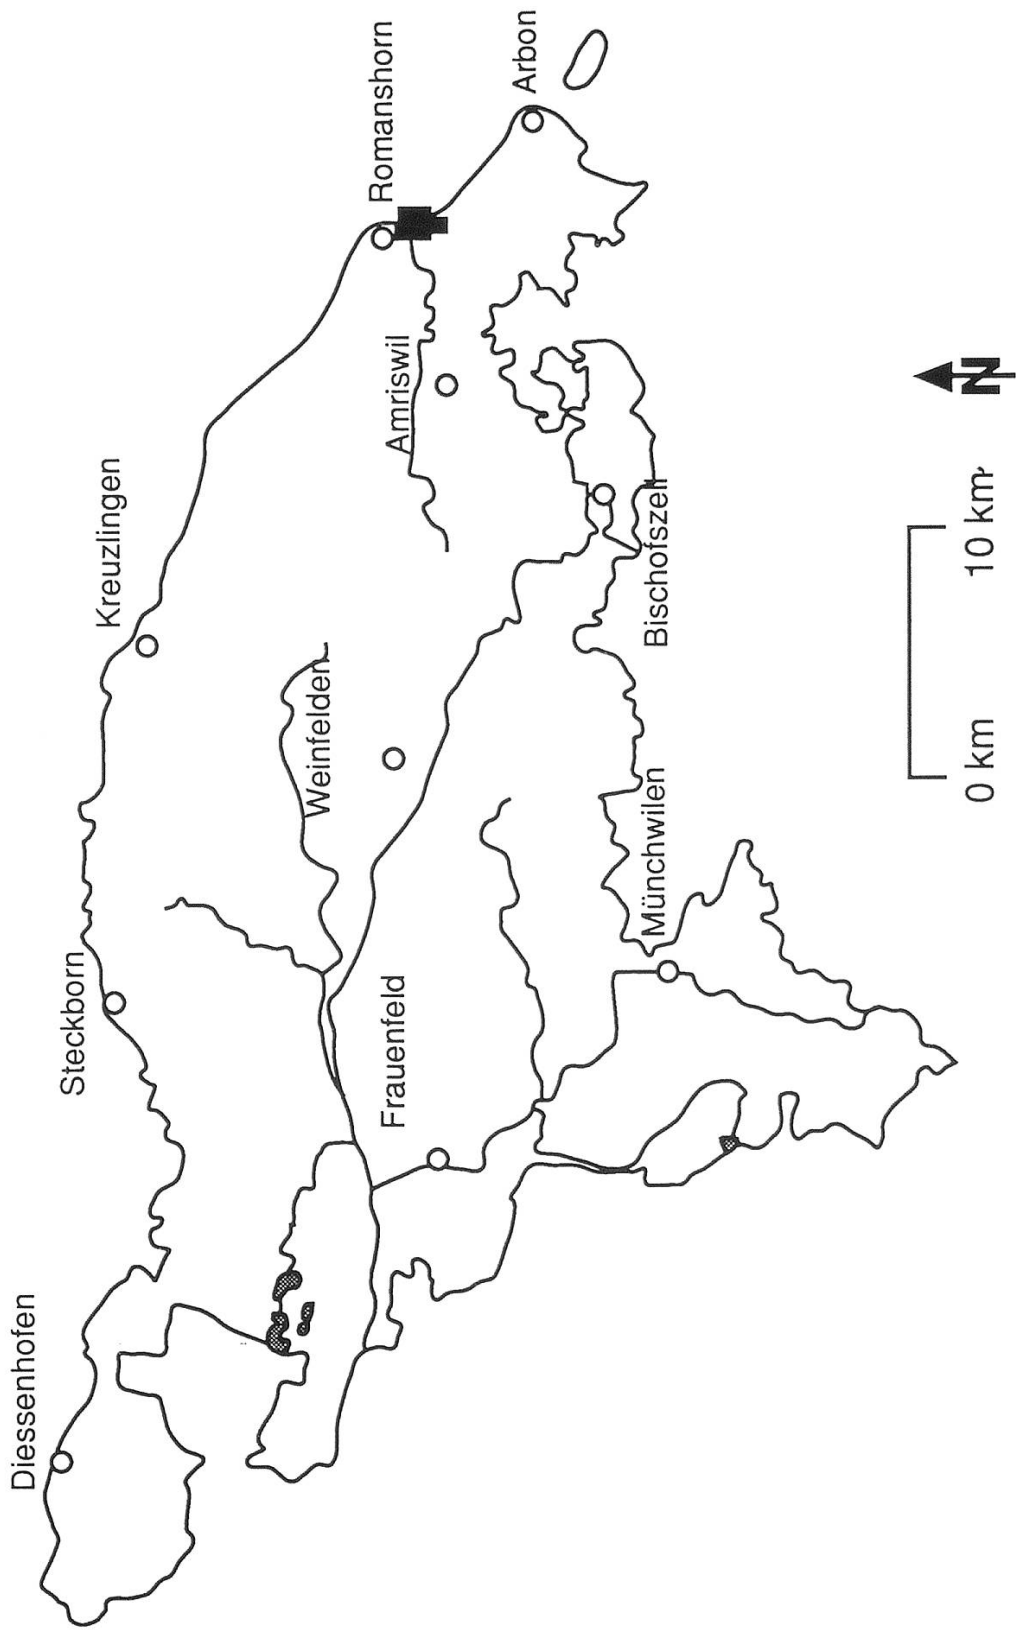 Diessenhofen
Steckborn
Kreuzlingen
Romanshorn
Arbon
Amriswil
Weinfelden
Frauenfeld
Bischofszell
Münchwilen
0 km
10 km
N